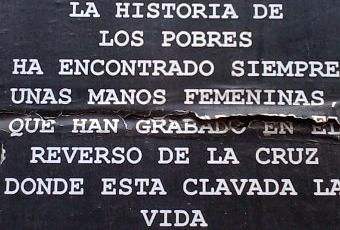 LA HISTORIA DE
LOS POBRES
HA ENCONTRADO SIEMPRE
UNAS MANOS FEMENINAS,
QUE HAN GRABADO EN EL
REVERSO DE LA CRUZ
DONDE ESTA CLAVADA LA
VIDA